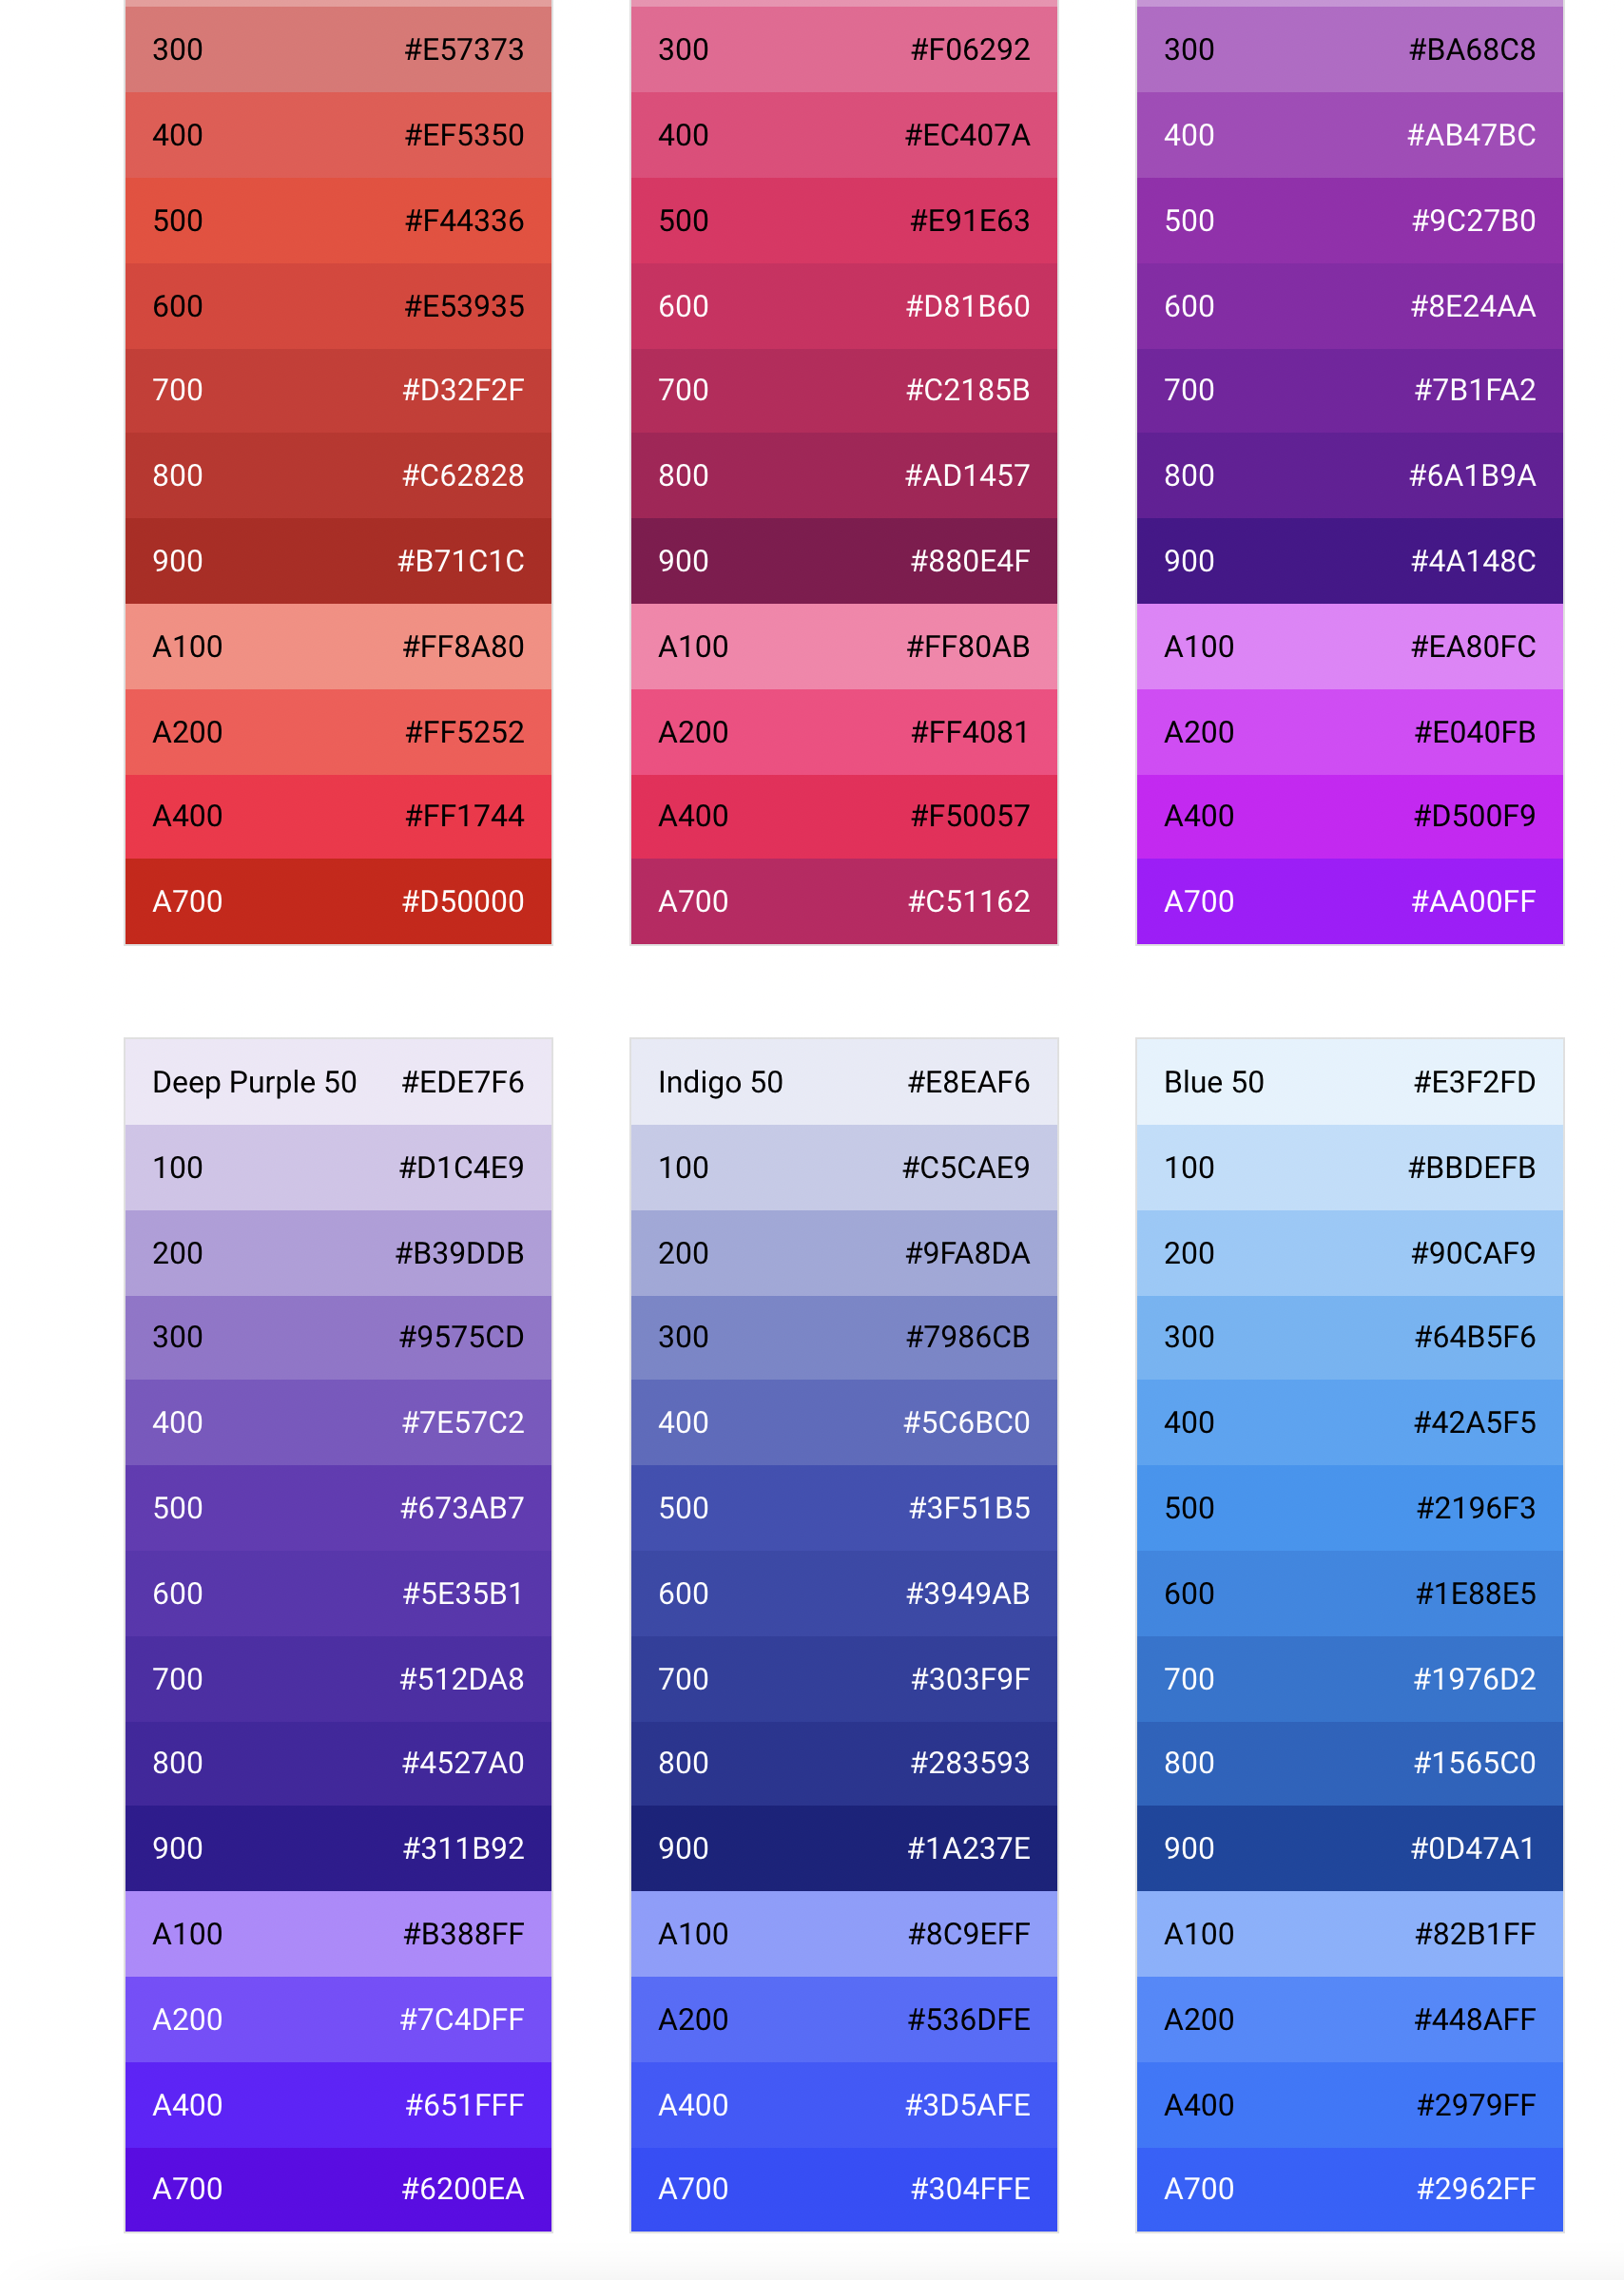 300 #E57373
400 #EF5350
500 #F44336
600 #E53935
700 #D32F2F
800 #C62828
900 #B71C1C
A100 #FF8A80
A200 #FF5252
A400 #FF1744
A700 #D50000
300 #F06292
400 #EC407A
500 #E91E63
600 #D81B60
700 #C2185B
800 #AD1457
900 #880E4F
A100 #FF80AB
A200 #FF4081
A400 #F50057
A700 #C51162
300 #BA68C8
400 #AB47BC
500 #9C27B0
600 #8E24AA
700 #7B1FA2
800 #6A1B9A
900 #4A148C
A100 #EA80FC
A200 #E040FB
A400 #D500F9
A700 #AA00FF
Deep Purple 50 #EDE7F6
100 #D1C4E9
200 #B39DDB
300 #9575CD
400 #7E57C2
500 #673AB7
600 #5E35B1
700 #512DA8
800 #4527A0
900 #311B92
A100 #B388FF
A200 #7C4DFF
A400 #651FFF
A700 #6200EA
Indigo 50 #E8EAF6
100 #C5CAE9
200 #9FA8DA
300 #7986CB
400 #5C6BC0
500 #3F51B5
600 #3949AB
700 #303F9F
800 #283593
900 #1A237E
A100 #8C9EFF
A200 #536DFE
A400 #3D5AFE
A700 #304FFE
Blue 50 #E3F2FD
100 #BBDEFB
200 #90CAF9
300 #64B5F6
400 #42A5F5
500 #2196F3
600 #1E88E5
700 #1976D2
800 #1565C0
900 #0D47A1
A100 #82B1FF
A200 #448AFF
A400 #2979FF
A700 #2962FF